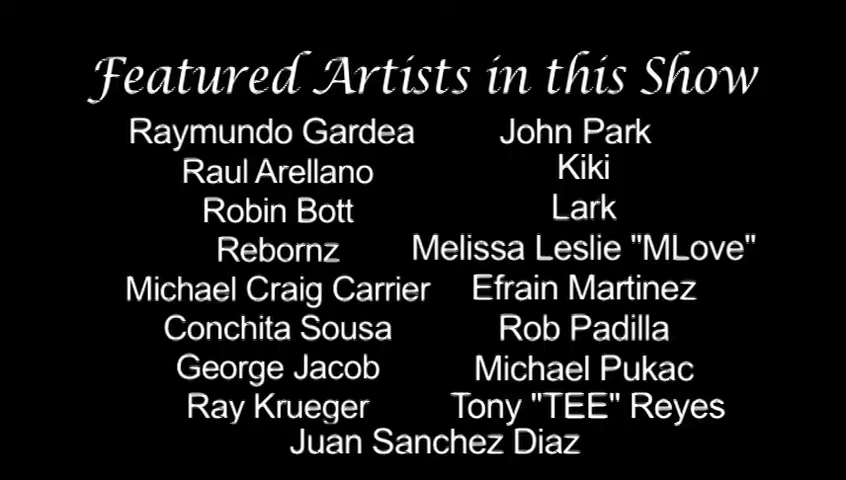 Featured Artists in this Show
Raymundo Gardea John Park
Raul Arellano Kiki
Robin Bott Lark
Rebornz Melissa Leslie "MLove"
Michael Craig Carrier Efrain Martinez
Conchita Sousa Rob Padilla
George Jacob Michael Pukac
Ray Krueger Tony "TEE" Reyes
Juan Sanchez Diaz